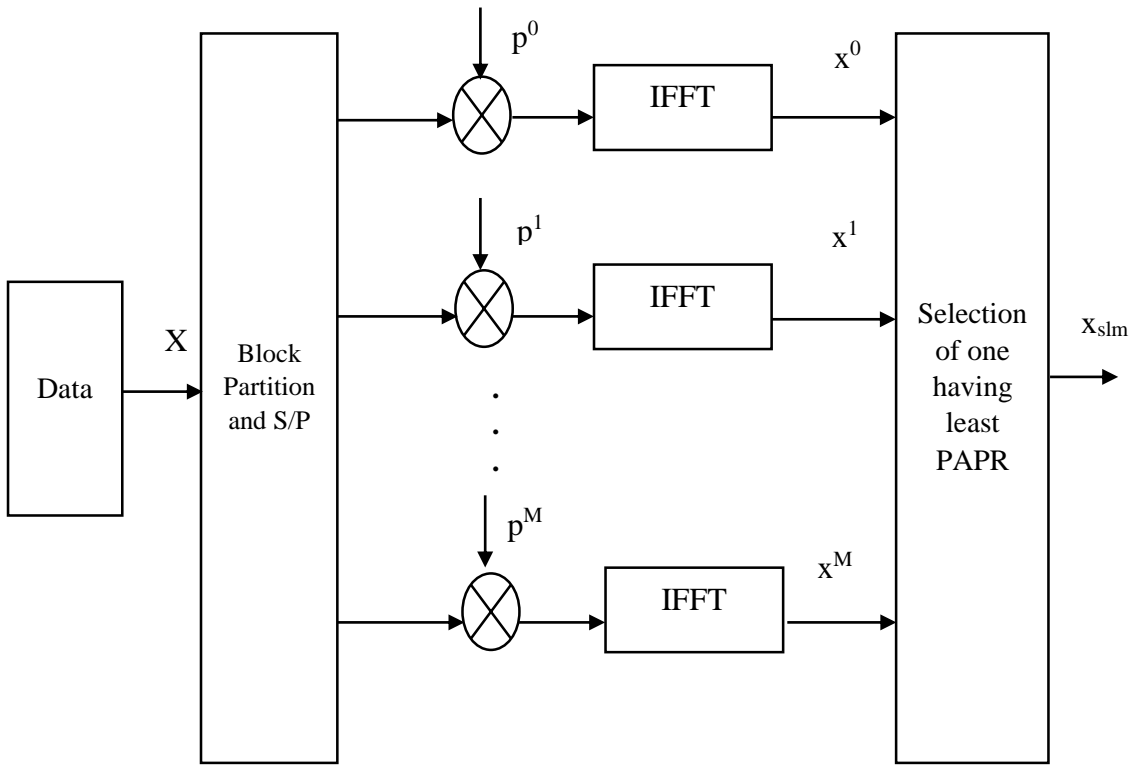 p⁰
x⁰
IFFT
p¹
x¹
IFFT
X
Data
Block
Partition
and S/P
Selection
of one
having
least
PAPR
xslm
.
.
.
pᴹ
xᴹ
IFFT